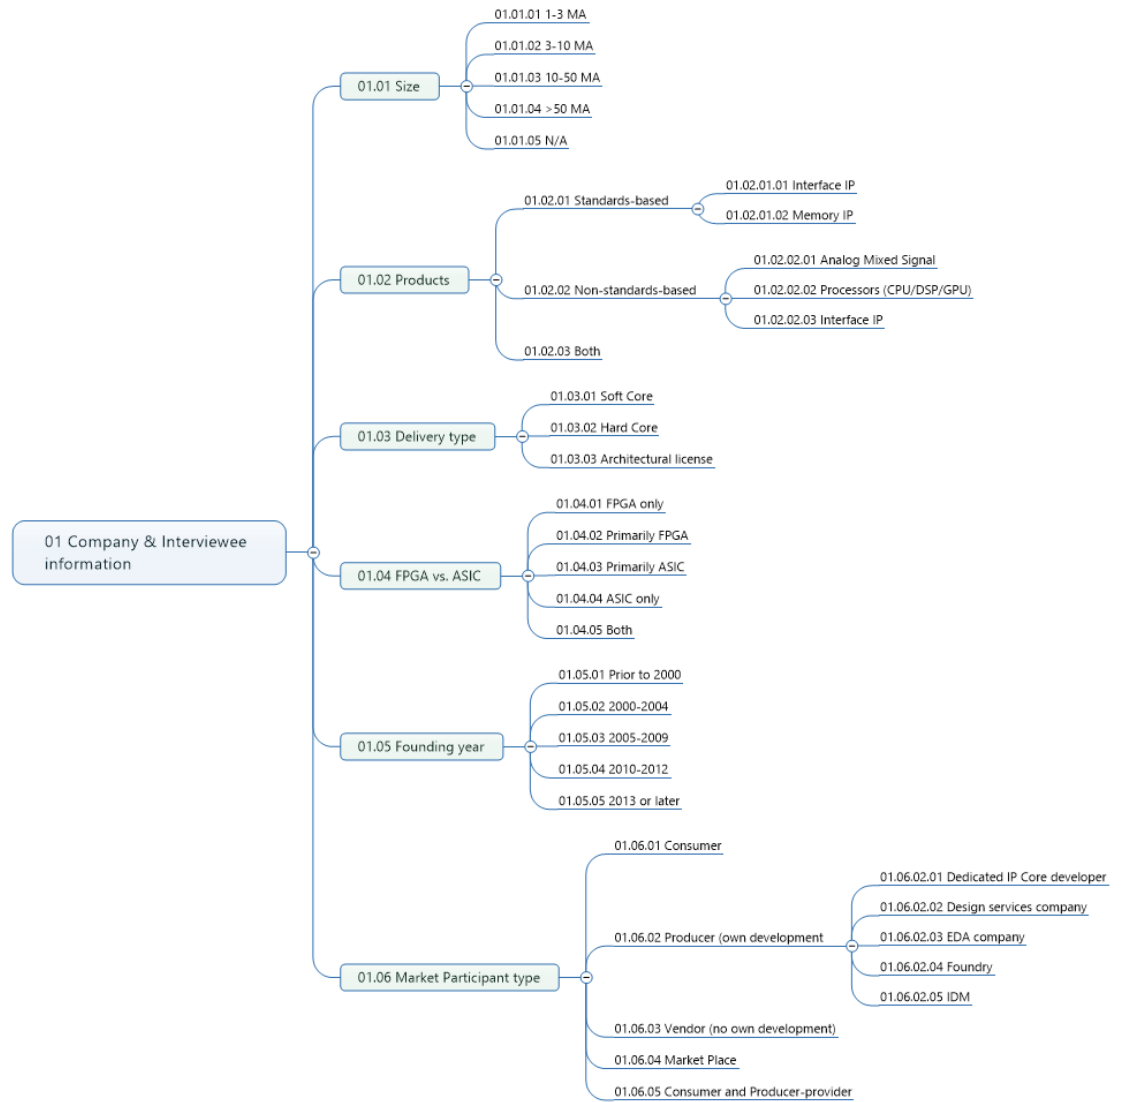 01 Company & Interviewee
information
01.01 Size
01.01.01 1-3 MA
01.01.02 3-10 MA
01.01.03 10-50 MA
01.01.04 >50 MA
01.01.05 N/A
01.02 Products
01.02.01 Standards-based
01.02.01.01 Interface IP
01.02.01.02 Memory IP
01.02.02 Non-standards-based
01.02.02.01 Analog Mixed Signal
01.02.02.02 Processors (CPU/DSP/GPU)
01.02.02.03 Interface IP
01.02.03 Both
01.03 Delivery type
01.03.01 Soft Core
01.03.02 Hard Core
01.03.03 Architectural license
01.04 FPGA vs. ASIC
01.04.01 FPGA only
01.04.02 Primarily FPGA
01.04.03 Primarily ASIC
01.04.04 ASIC only
01.04.05 Both
01.05 Founding year
01.05.01 Prior to 2000
01.05.02 2000-2004
01.05.03 2005-2009
01.05.04 2010-2012
01.05.05 2013 or later
01.06 Market Participant type
01.06.01 Consumer
01.06.02 Producer (own development
01.06.02.01 Dedicated IP Core developer
01.06.02.02 Design services company
01.06.02.03 EDA company
01.06.02.04 Foundry
01.06.02.05 IDM
01.06.03 Vendor (no own development)
01.06.04 Market Place
01.06.05 Consumer and Producer-provider